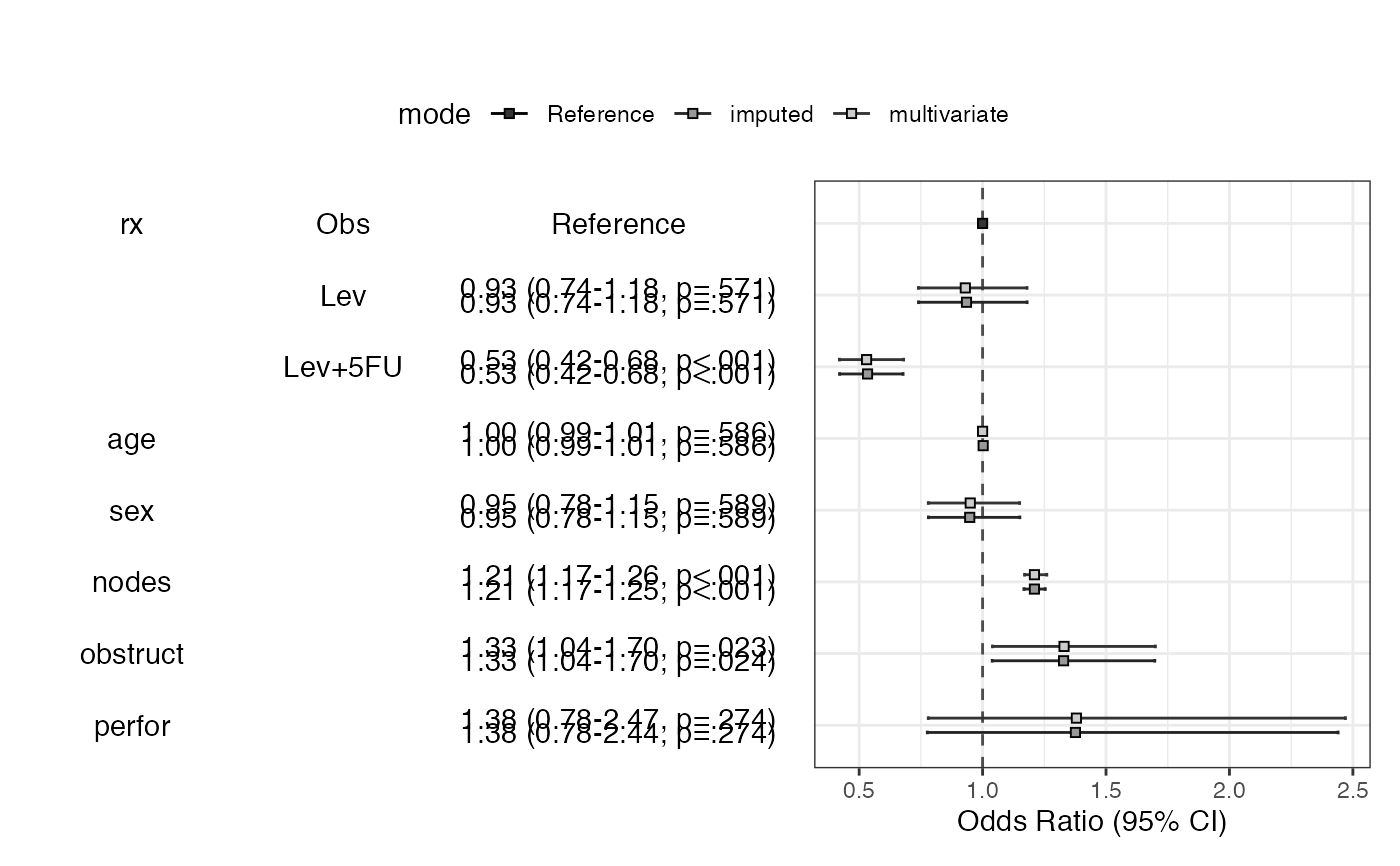 mode Reference imputed multivariate
rx Obs Reference
Lev 0.93 (0.74-1.18, p=.571)
0.93 (0.74-1.18, p=.571)
Lev+5FU 0.53 (0.42-0.68, p<.001)
0.53 (0.42-0.68, p<.001)
age 1.00 (0.99-1.01, p=.586)
1.00 (0.99-1.01, p=.586)
sex 0.95 (0.78-1.15, p=.589)
0.95 (0.78-1.15, p=.589)
nodes 1.21 (1.17-1.26, p<.001)
1.21 (1.17-1.25, p<.001)
obstruct 1.33 (1.04-1.70, p=.023)
1.33 (1.04-1.70, p=.024)
perfor 1.38 (0.78-2.47, p=.274)
1.38 (0.78-2.44, p=.274)
0.5 1.0 1.5 2.0 2.5
Odds Ratio (95% CI)